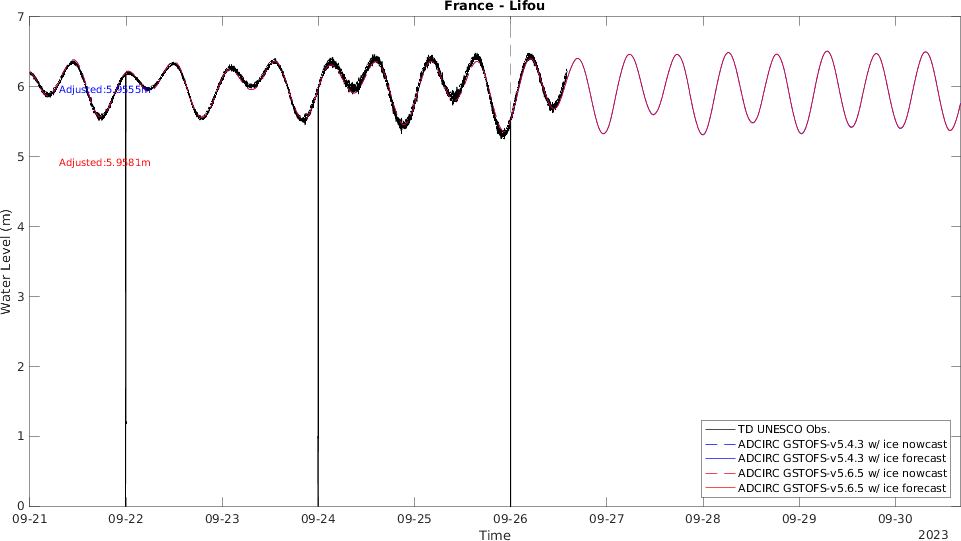 France - Lifou
7
6
5
4
3
2
1
0
Water Level (m)
Adjusted:5.9555m
Adjusted:5.9581m
TD UNESCO Obs.
ADCIRC GSTOFS-v5.4.3 w/ ice nowcast
ADCIRC GSTOFS-v5.4.3 w/ ice forecast
ADCIRC GSTOFS-v5.6.5 w/ ice nowcast
ADCIRC GSTOFS-v5.6.5 w/ ice forecast
09-21 09-22 09-23 09-24 09-25 09-26 09-27 09-28 09-29 09-30
Time
2023